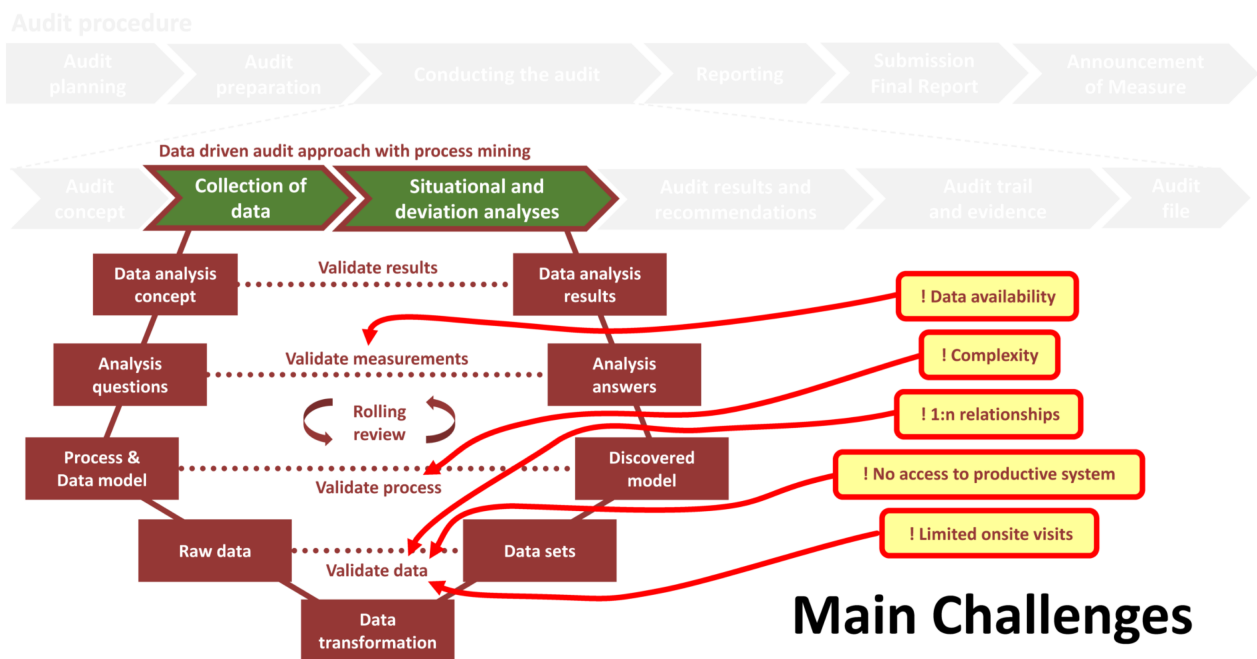 Audit procedure
Audit
planning
Audit
preparation
Conducting the audit
Reporting
Submission
Final Report
Announcement
of Measure
Data driven audit approach with process mining
Audit
concept
Collection of
data
Situational and
deviation analyses
Audit results and
recommendations
Audit trail
and evidence
Audit
file
Data analysis
concept
Validate results
Data analysis
results
! Data availability
Analysis
questions
Validate measurements
Analysis
answers
! Complexity
Rolling
review
! 1:n relationships
Process &
Data model
Validate process
Discovered
model
! No access to productive system
Raw data
Validate data
Data sets
! Limited onsite visits
Data
transformation
Main Challenges